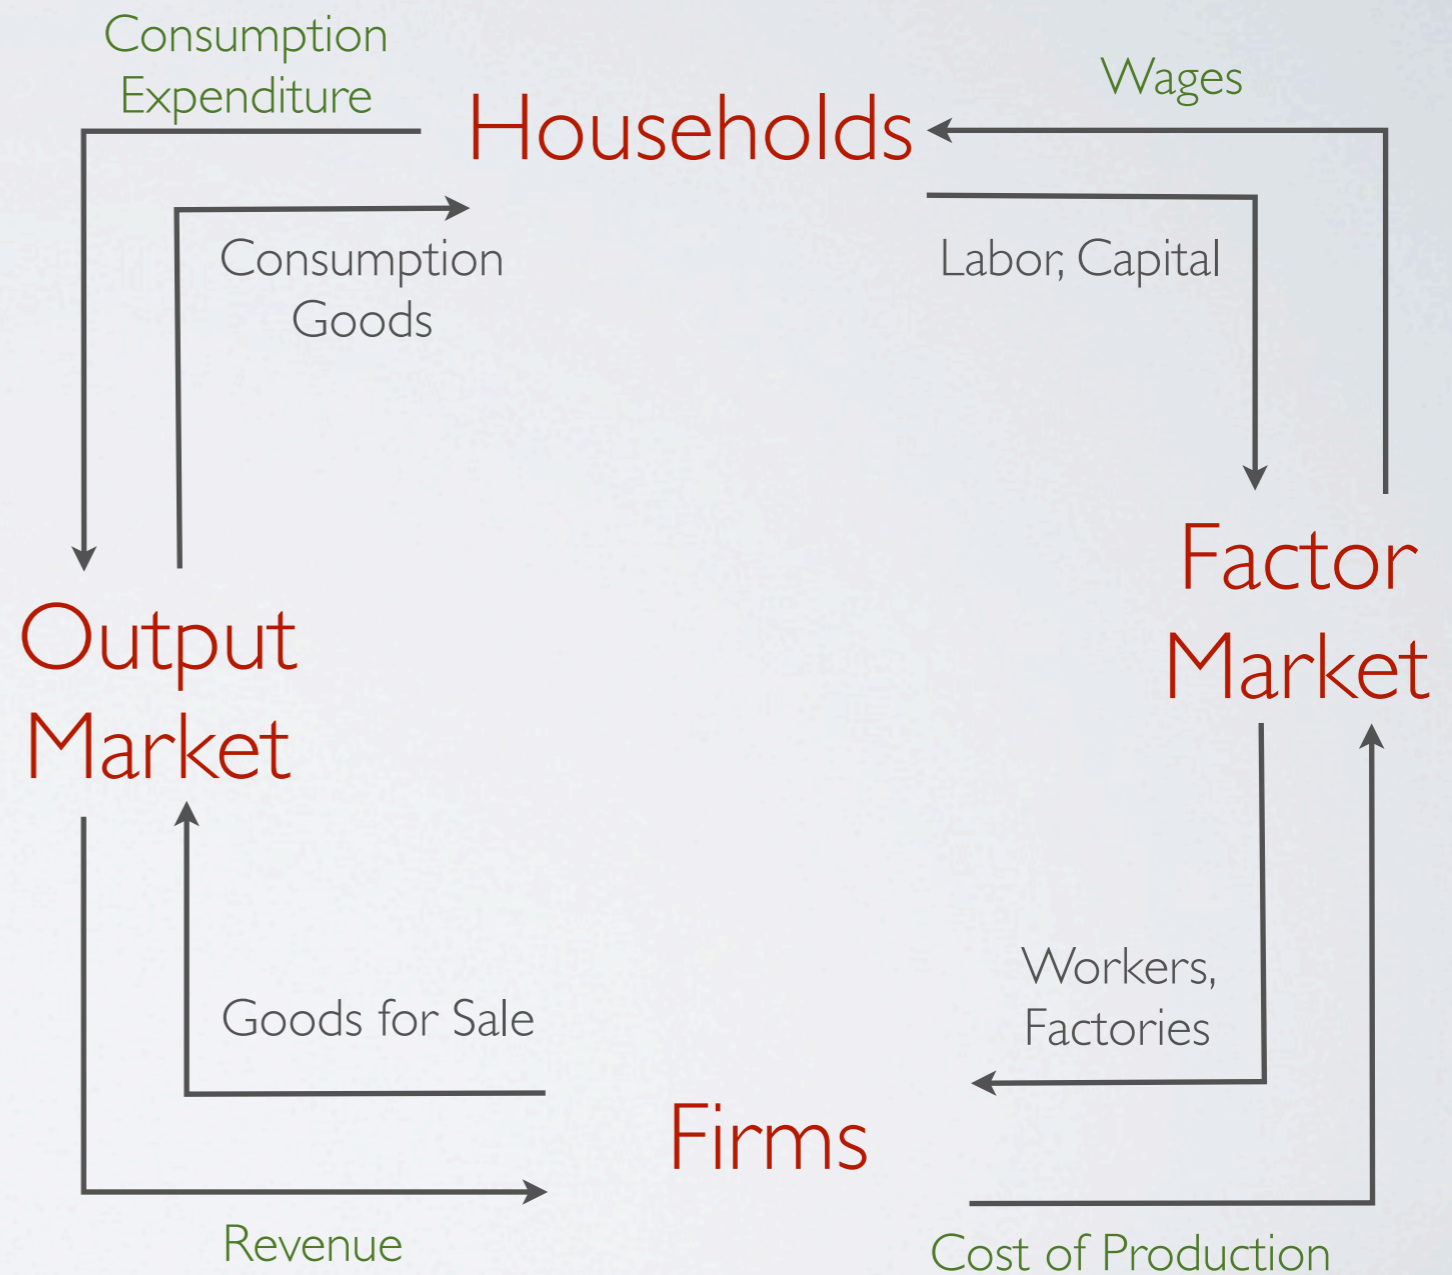 Consumption
Expenditure
Wages
Households
Consumption
Goods
Labor, Capital
Factor
Market
Output
Market
Workers,
Factories
Goods for Sale
Firms
Revenue
Cost of Production